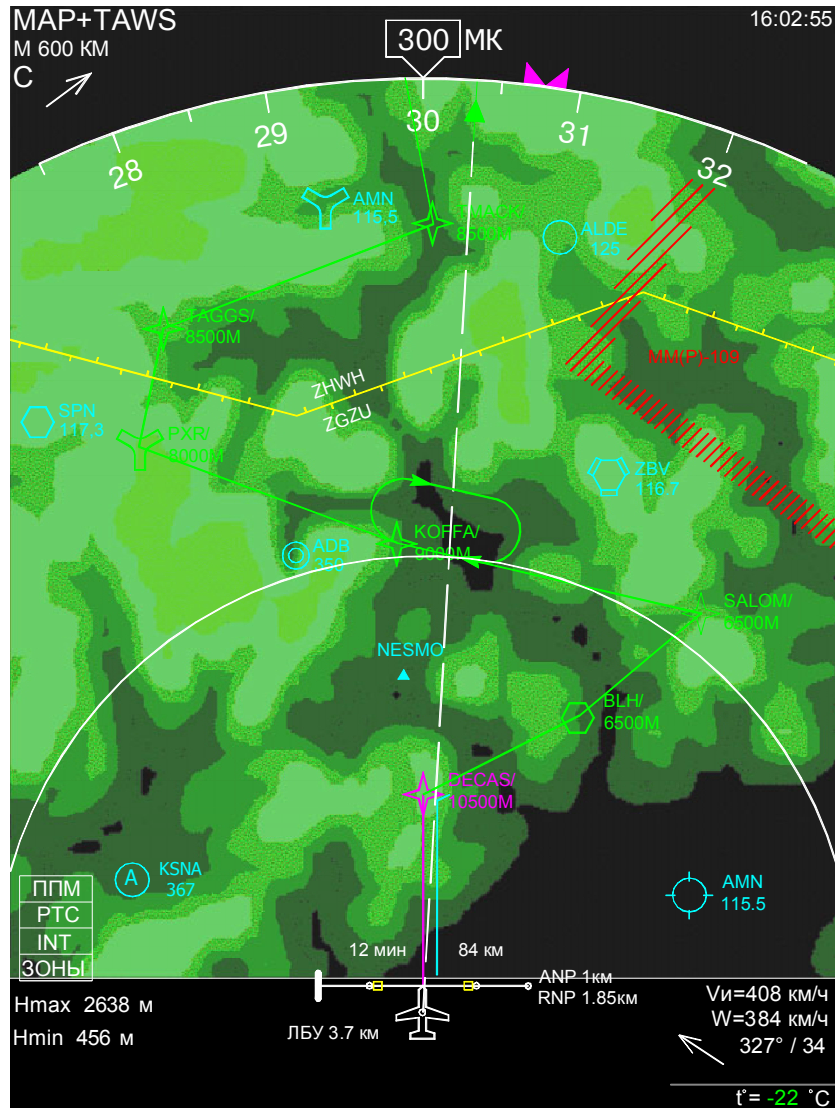 MAP+TAWS
16:02:55
М 600 КМ
300 МК
С
28
29
30
31
32
AMN
115.5
MACK/
8500M
ALDE
125
TAGGS/
8500M
MM(P)-109
ZHWH
ZGZU
SPN
117,3
PXR/
8000M
ZBV
116.7
KOFFA/
9000M
ADB
350
SALOM/
6500M
NESMO
BLH/
6500M
DECAS/
10500M
KSNA
A
367
AMN
115.5
ППМ
РТС
INT
ЗОНЫ
12 мин
84 км
ANP 1км
RNP 1.85км
Hmax 2638 м
Hmin 456 м
ЛБУ 3.7 км
Vи=408 км/ч
W=384 км/ч
327° / 34
t°= -22 °C